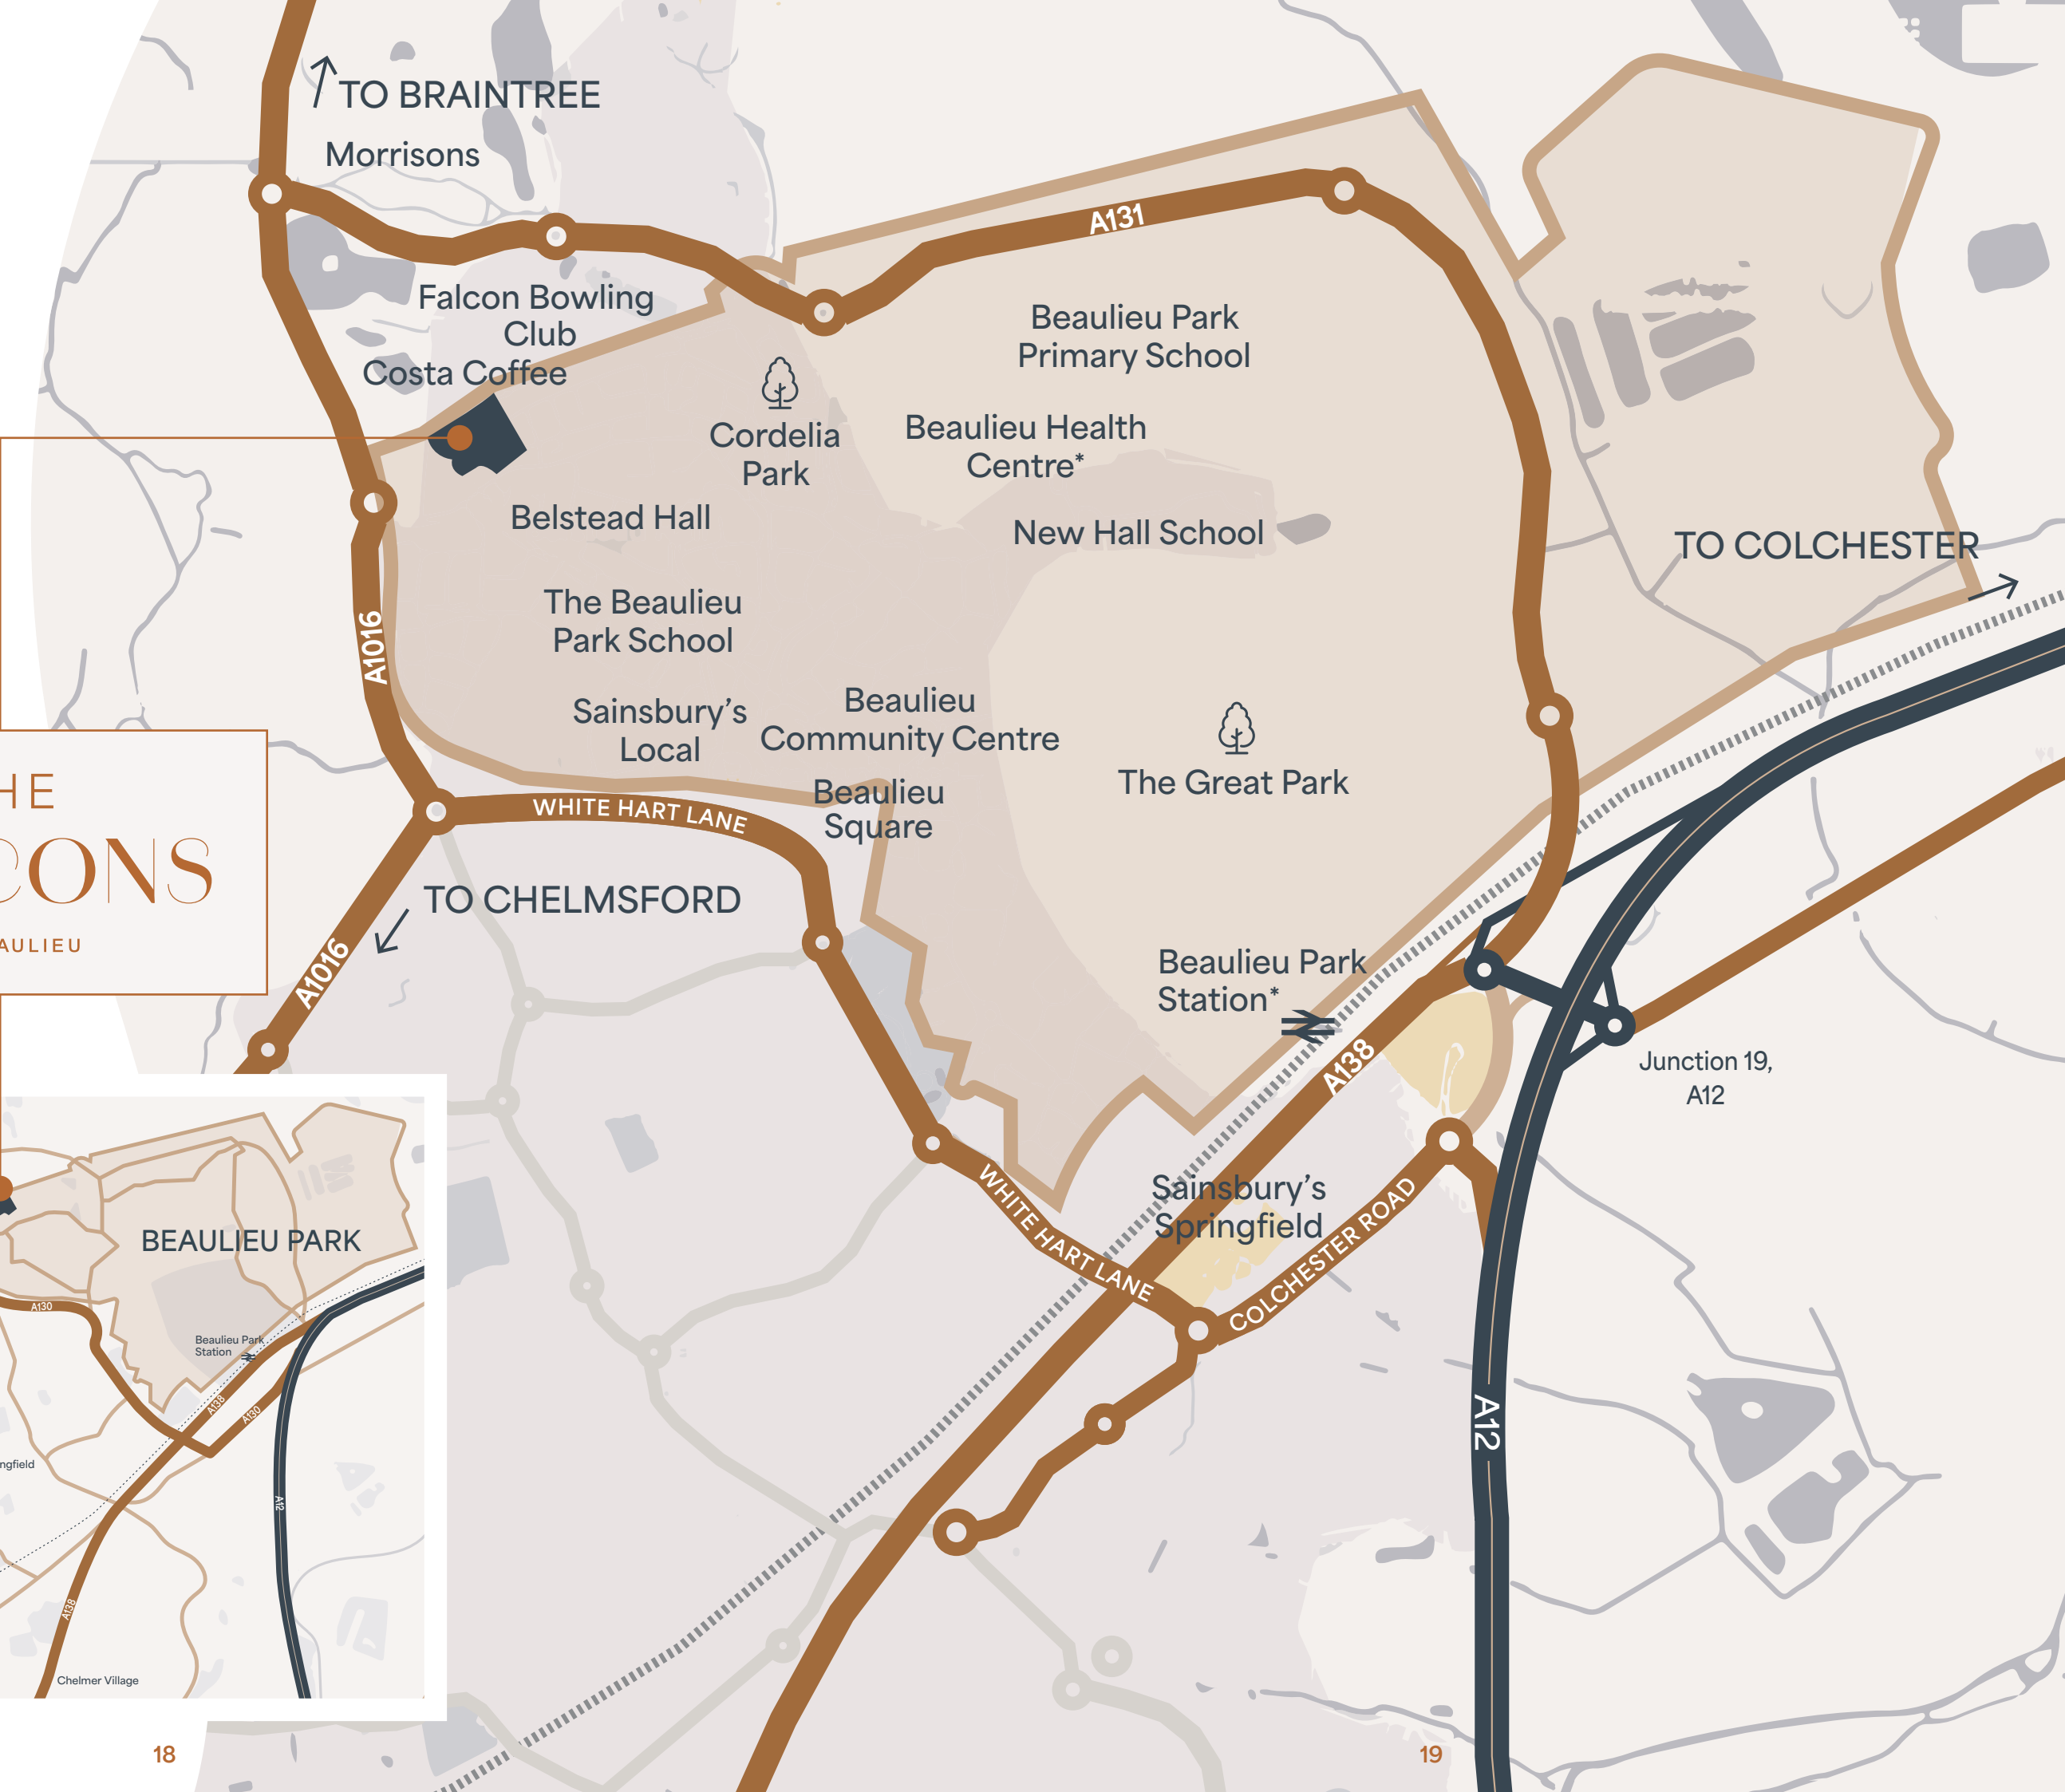 TO BRAINTREE
Morrisons
A131
Falcon Bowling
Club
Costa Coffee
Beaulieu Park
Primary School
Cordelia
Park
Beaulieu Health
Centre*
Belstead Hall
New Hall School
TO COLCHESTER
The Beaulieu
Park School
A1016
Sainsbury's
Local
Beaulieu
Community Centre
The Great Park
Beaulieu
Square
WHITE HART LANE
HE
CONS
AULIEU
TO CHELMSFORD
A1016
Beaulieu Park
Station*
A138
Junction 19,
A12
Sainsbury's
Springfield
WHITE HART LANE
COLCHESTER ROAD
A12
BEAULIEU PARK
A130
Beaulieu Park
Station
A138
A130
ngfield
A12
A138
Chelmer Village
18
19